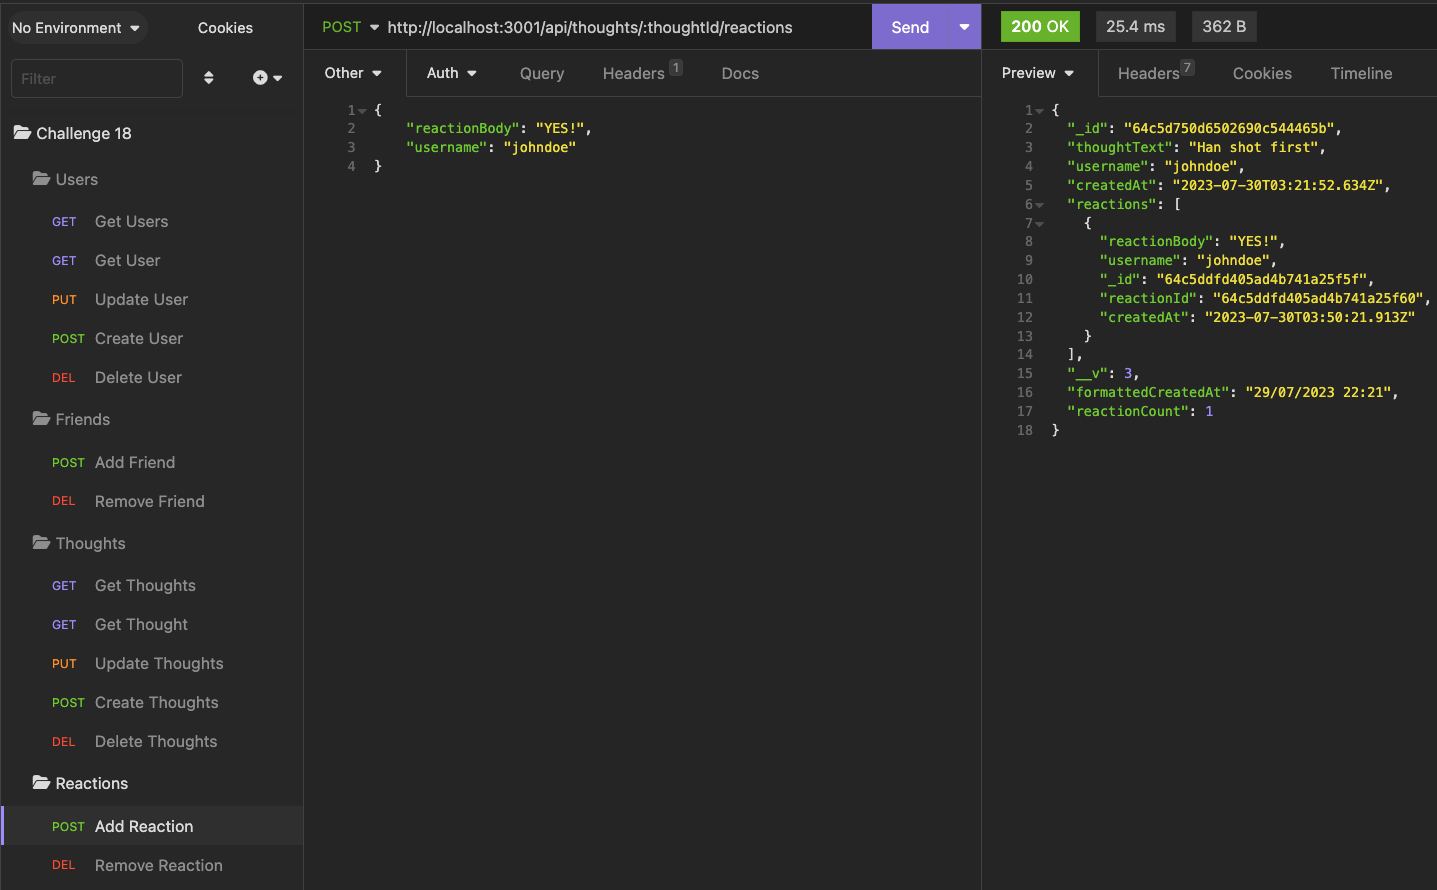 No Environment
Cookies
Filter
Challenge 18
Users
GET Get Users
GET Get User
PUT Update User
POST Create User
DEL Delete User
Friends
POST Add Friend
DEL Remove Friend
Thoughts
GET Get Thoughts
GET Get Thought
PUT Update Thoughts
POST Create Thoughts
DEL Delete Thoughts
Reactions
POST Add Reaction
DEL Remove Reaction
POST http://localhost:3001/api/thoughts/:thoughtId/reactions Send
Other Auth Query Headers 1 Docs
1 {
2 "reactionBody": "YES!",
3 "username": "johndoe"
4 }
200 OK 25.4 ms 362 B
Preview Headers 7 Cookies Timeline
1 {
2 "_id": "64c5d750d6502690c544465b",
3 "thoughtText": "Han shot first",
4 "username": "johndoe",
5 "createdAt": "2023-07-30T03:21:52.634Z",
6 "reactions": [
7 {
8 "reactionBody": "YES!",
9 "username": "johndoe",
10 "_id": "64c5ddfd405ad4b741a25f5f",
11 "reactionId": "64c5ddfd405ad4b741a25f60",
12 "createdAt": "2023-07-30T03:50:21.913Z"
13 }
14 ],
15 "__v": 3,
16 "formattedCreatedAt": "29/07/2023 22:21",
17 "reactionCount": 1
18 }